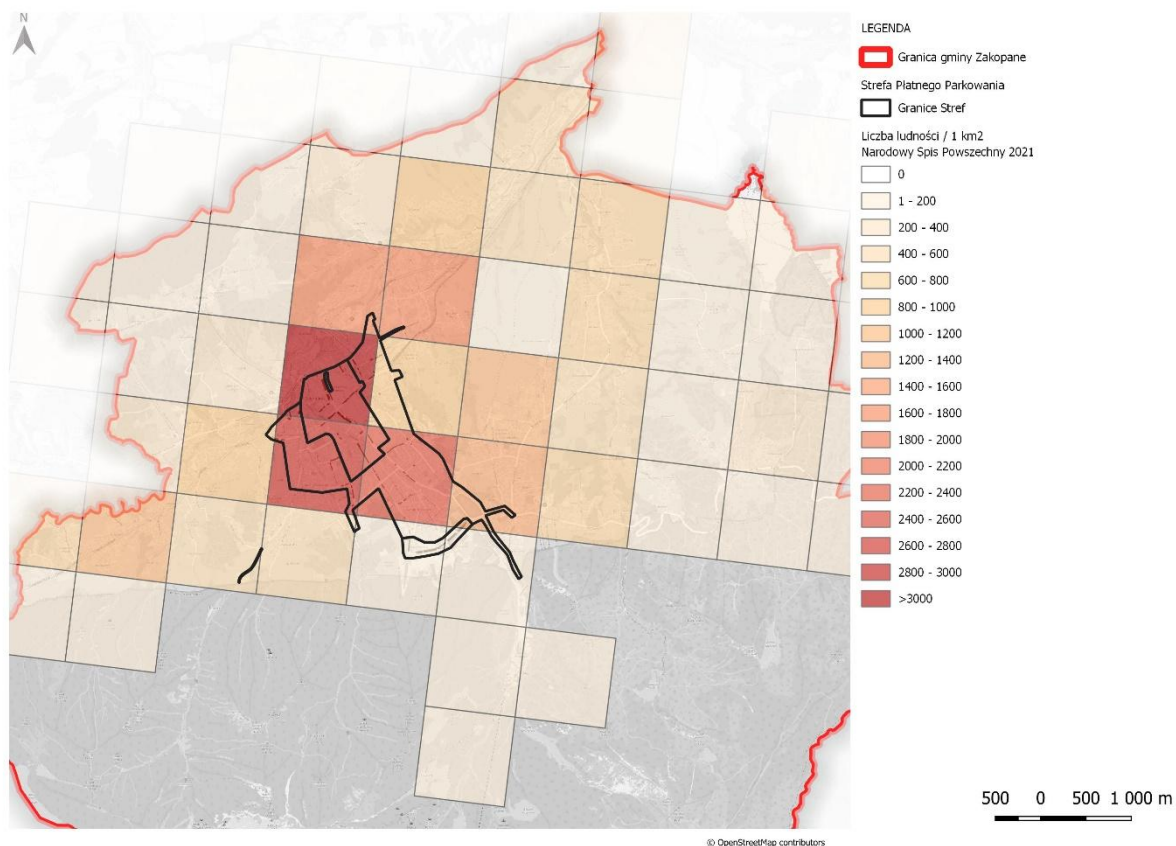 N
LEGENDA
Granica gminy Zakopane
Strefa Płatnego Parkowania
Granice Stref
Liczba ludności / 1 km2
Narodowy Spis Powszechny 2021
0
1 - 200
200 - 400
400 - 600
600 - 800
800 - 1000
1000 - 1200
1200 - 1400
1400 - 1600
1600 - 1800
1800 - 2000
2000 - 2200
2200 - 2400
2400 - 2600
2600 - 2800
2800 - 3000
>3000
500 0 500 1 000 m
© OpenStreetMap contributors